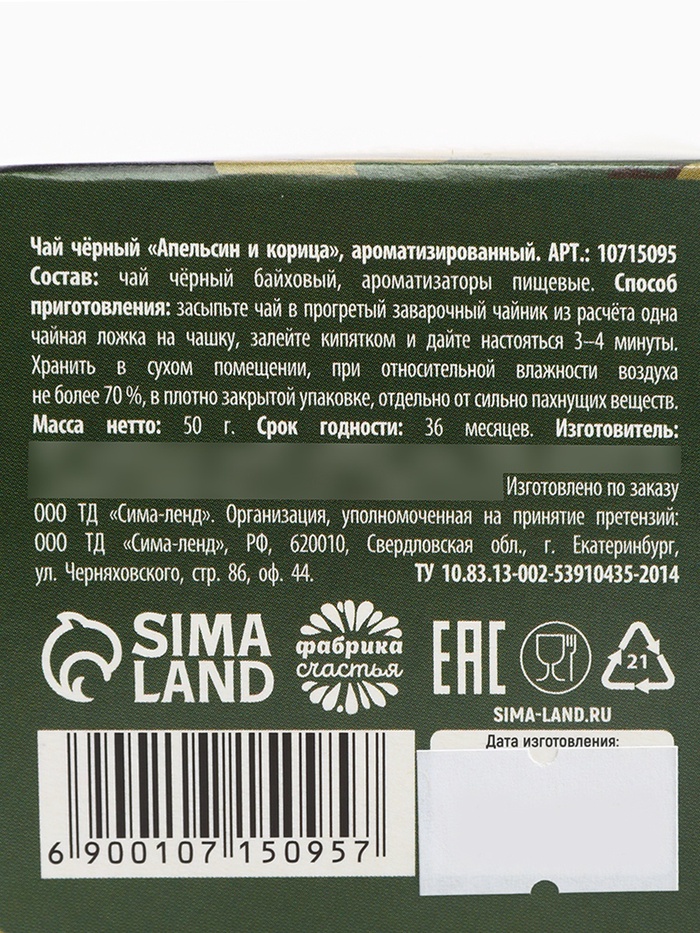 Чай чёрный «Апельсин и корица», ароматизированный. АРТ.: 10715095
Состав: чай чёрный байховый, ароматизаторы пищевые. Способ
приготовления: засыпьте чай в прогретый заварочный чайник из расчёта одна
чайная ложка на чашку, залейте кипятком и дайте настояться 3–4 минуты.
Хранить в сухом помещении, при относительной влажности воздуха
не более 70 %, в плотно закрытой упаковке, отдельно от сильно пахнущих веществ.
Масса нетто: 50 г. Срок годности: 36 месяцев. Изготовитель:
Изготовлено по заказу
ООО ТД «Сима-ленд». Организация, уполномоченная на принятие претензий:
ООО ТД «Сима-ленд», РФ, 620010, Свердловская обл., г. Екатеринбург,
ул. Черняховского, стр. 86, оф. 44. ТУ 10.83.13-002-53910435-2014
SIMA
LAND
фабрика
счастья
EAC
21
SIMA-LAND.RU
Дата изготовления:
6 900107 150957